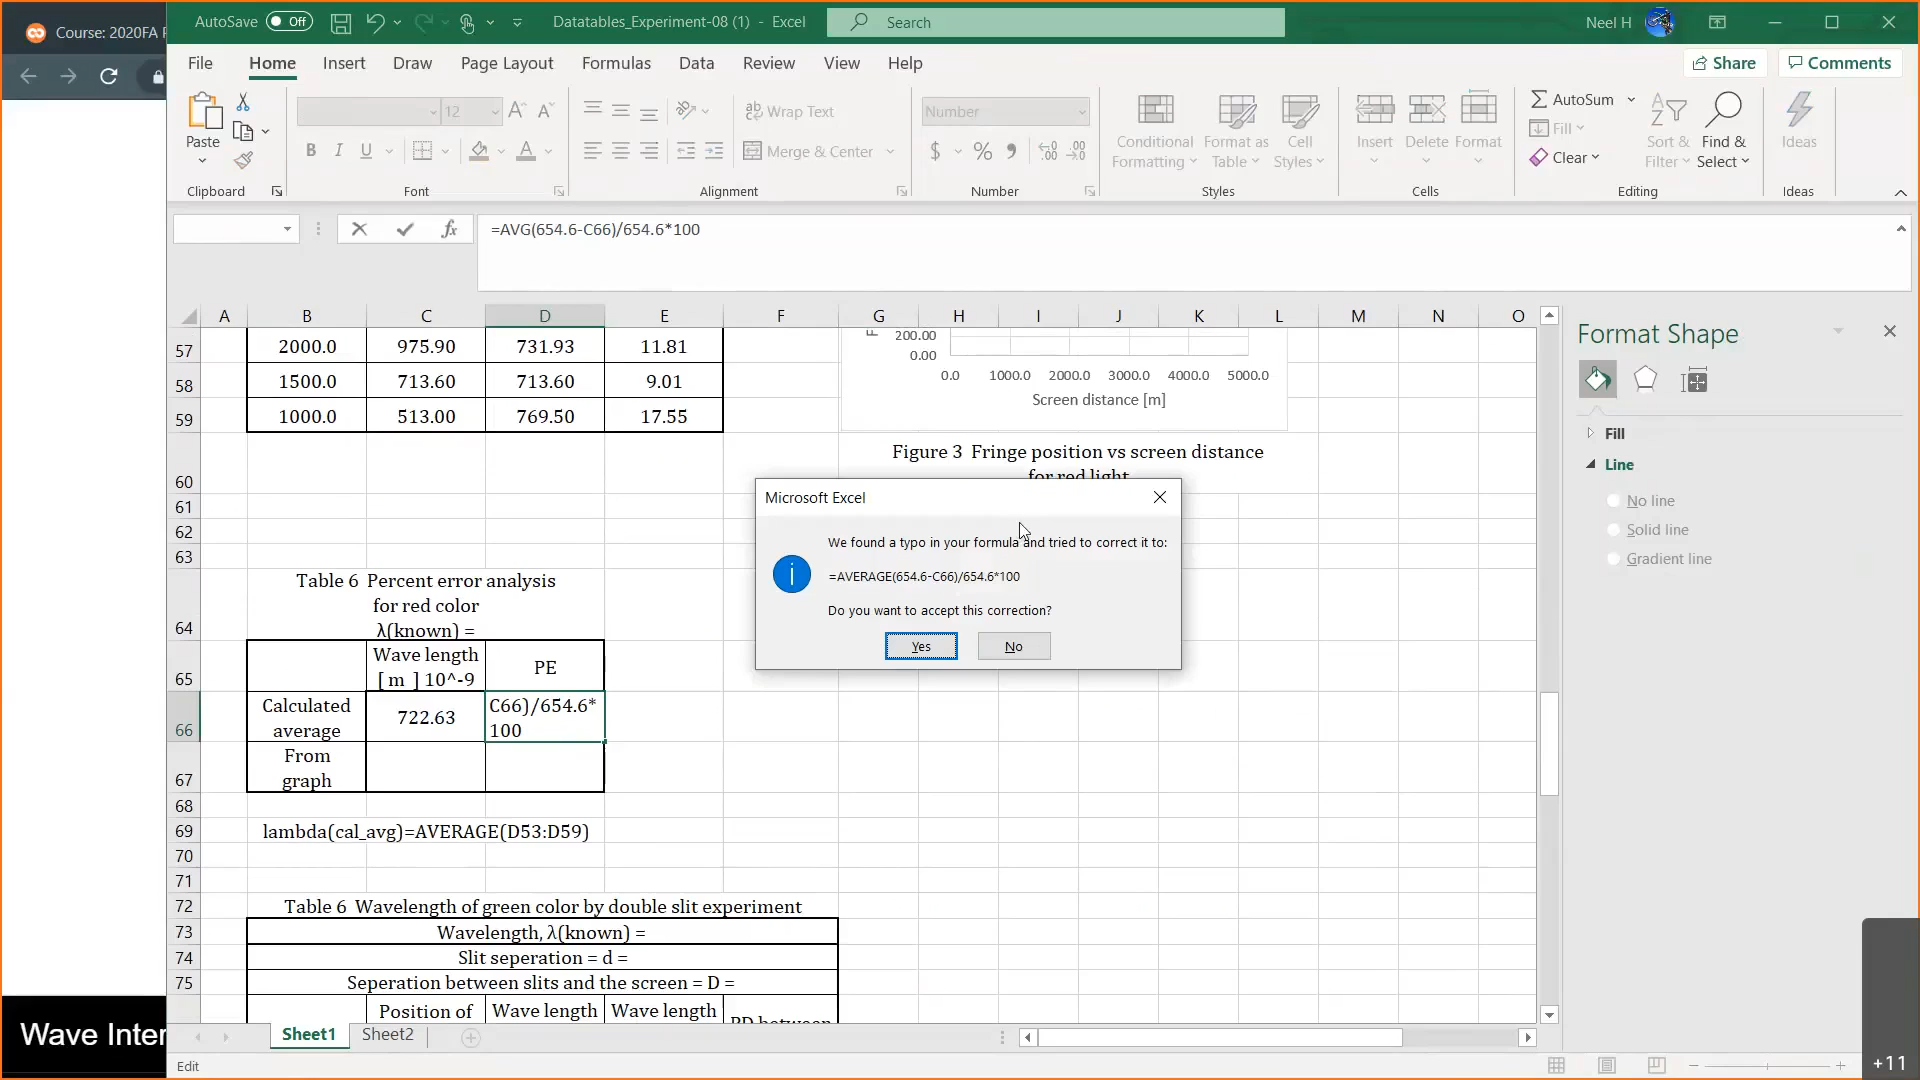 Course: 2020FA
AutoSave Off
Datatables_Experiment-08 (1) - Excel
Search
Neel H
File Home Insert Draw Page Layout Formulas Data Review View Help
Share Comments
Paste
Clipboard
12
B I U A
Font
ab Wrap Text
Merge & Center
Alignment
Number
$ % 9
Number
Conditional Formatting
Format as Table
Cell Styles
Styles
Insert Delete Format
Cells
AutoSum
Fill
Clear
Sort & Filter
Find & Select
Editing
Ideas
Ideas
fx
=AVG(654.6-C66)/654.6*100
A B C D E F G H I J K L M N O
57 2000.0 975.90 731.93 11.81
58 1500.0 713.60 713.60 9.01
59 1000.0 513.00 769.50 17.55
200.00
0.00
0.0 1000.0 2000.0 3000.0 4000.0 5000.0
Screen distance [m]
Figure 3 Fringe position vs screen distance
for red light
60
61
62
63
Microsoft Excel
We found a typo in your formula and tried to correct it to:
=AVERAGE(654.6-C66)/654.6*100
Do you want to accept this correction?
Yes No
Table 6 Percent error analysis
for red color
64 λ(known) =
Wave length
65 [ m ] 10^-9 PE
Calculated
66 average 722.63 C66)/654.6*
100
From
67 graph
68
69 lambda(cal_avg)=AVERAGE(D53:D59)
70
71
72 Table 6 Wavelength of green color by double slit experiment
73 Wavelength, λ(known) =
74 Slit seperation = d =
75 Seperation between slits and the screen = D =
Position of Wave length Wave length
Format Shape
Fill
Line
No line
Solid line
Gradient line
Wave Inter
Sheet1 Sheet2
Edit
+11